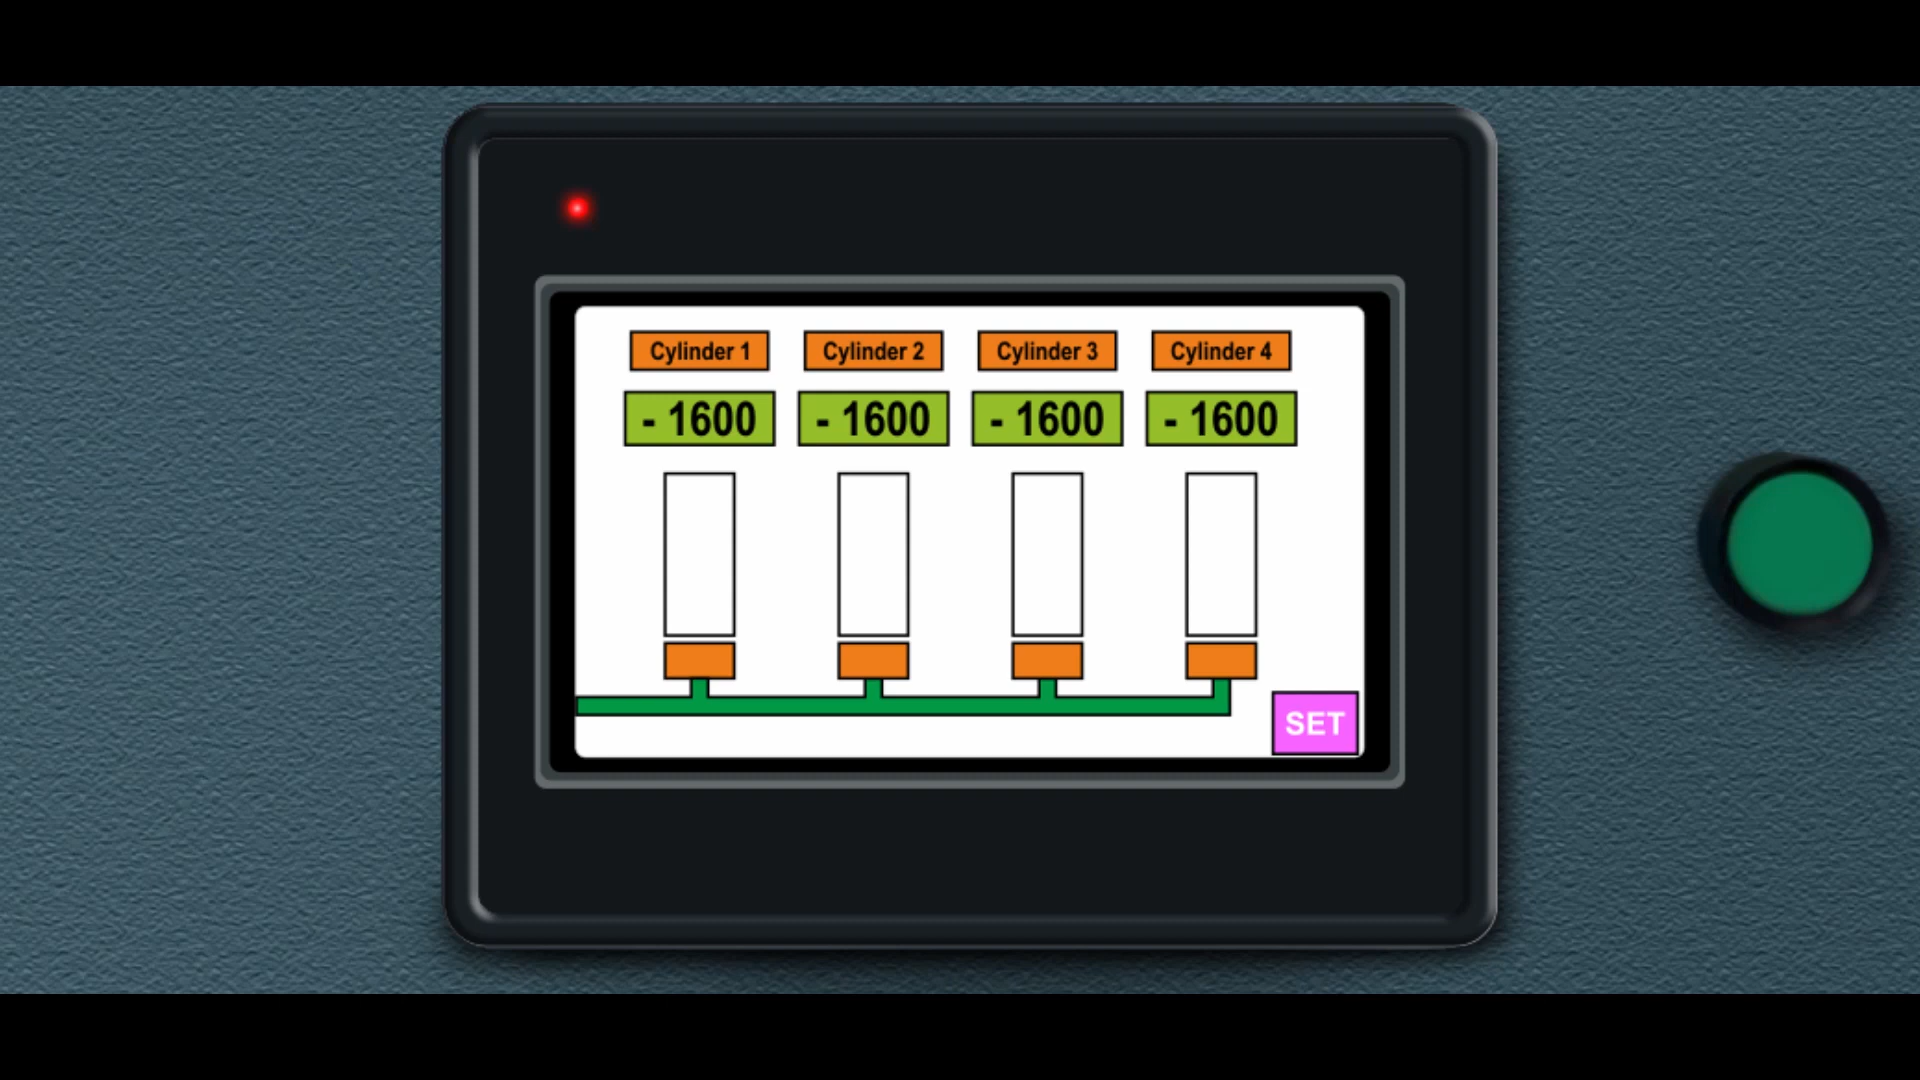 Cylinder 1 Cylinder 2 Cylinder 3 Cylinder 4
- 1600 - 1600 - 1600 - 1600
SET